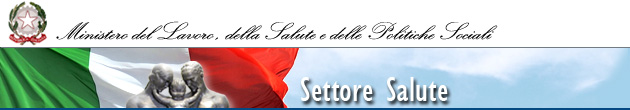 Ministero del Lavoro, della Salute e delle Politiche Sociali
Settore Salute